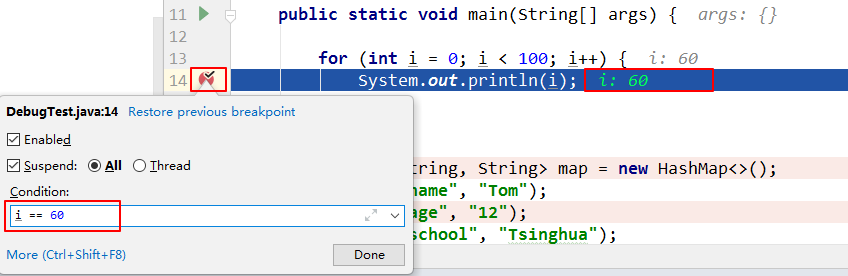 11 public static void main(String[] args) { args: {}
12
13 for (int i = 0; i < 100; i++) { i: 60
14 System.out.println(i); i: 60
DebugTest.java:14 Restore previous breakpoint
Enabled
Suspend: All Thread
Condition:
i == 60
More (Ctrl+Shift+F8) Done
tring, String> map = new HashMap<>();
name", "Tom");
age", "12");
school", "Tsinghua");